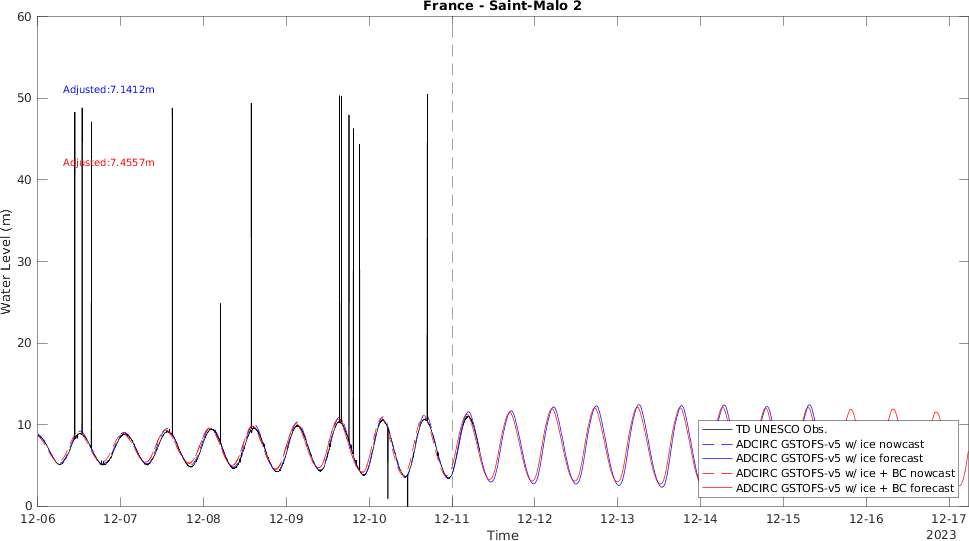 France - Saint-Malo 2
60
50
40
30
20
10
0
Water Level (m)
Adjusted:7.1412m
Adjusted:7.4557m
TD UNESCO Obs.
ADCIRC GSTOFS-v5 w/ ice nowcast
ADCIRC GSTOFS-v5 w/ ice forecast
ADCIRC GSTOFS-v5 w/ ice + BC nowcast
ADCIRC GSTOFS-v5 w/ ice + BC forecast
12-06 12-07 12-08 12-09 12-10 12-11 12-12 12-13 12-14 12-15 12-16 12-17
Time
2023